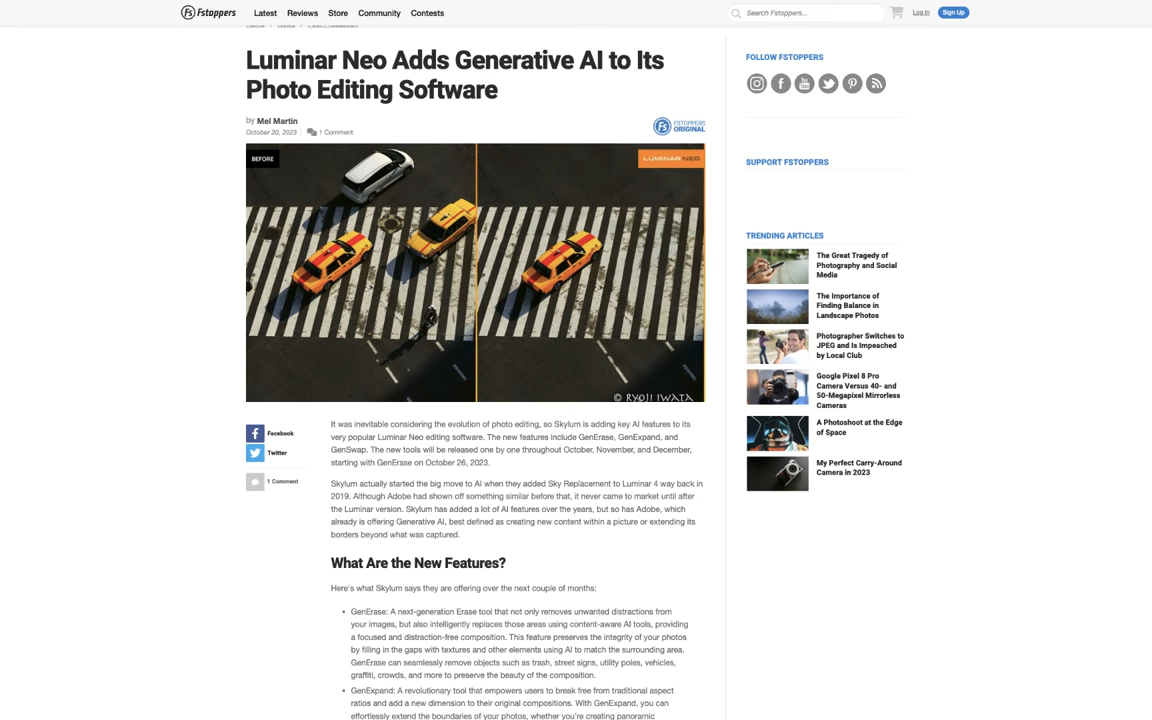 Fstoppers
Latest
Reviews
Store
Community
Contests
Search Fstoppers...
Log In
Sign Up
Luminar Neo Adds Generative AI to Its
Photo Editing Software
by Mel Martin
October 20, 2023
1 Comment
FSTOPPERS
ORIGINAL
BEFORE
LUMINAR NEO
© RYOJI IWATA
Facebook
Twitter
1 Comment
It was inevitable considering the evolution of photo editing, so Skylum is adding key AI features to its
very popular Luminar Neo editing software. The new features include GenErase, GenExpand, and
GenSwap. The new tools will be released one by one throughout October, November, and December,
starting with GenErase on October 26, 2023.
Skylum actually started the big move to AI when they added Sky Replacement to Luminar 4 way back in
2019. Although Adobe had shown off something similar before that, it never came to market until after
the Luminar version. Skylum has added a lot of AI features over the years, but so has Adobe, which
already is offering Generative AI, best defined as creating new content within a picture or extending its
borders beyond what was captured.
What Are the New Features?
Here's what Skylum says they are offering over the next couple of months:
• GenErase: A next-generation Erase tool that not only removes unwanted distractions from
your images, but also intelligently replaces those areas using content-aware AI tools, providing
a focused and distraction-free composition. This feature preserves the integrity of your photos
by filling in the gaps with textures and other elements using AI to match the surrounding area.
GenErase can seamlessly remove objects such as trash, street signs, utility poles, vehicles,
graffiti, crowds, and more to preserve the beauty of the composition.
• GenExpand: A revolutionary tool that empowers users to break free from traditional aspect
ratios and add a new dimension to their original compositions. With GenExpand, you can
effortlessly extend the boundaries of your photos, whether you're creating panoramic
FOLLOW FSTOPPERS
SUPPORT FSTOPPERS
TRENDING ARTICLES
The Great Tragedy of
Photography and Social
Media
The Importance of
Finding Balance in
Landscape Photos
Photographer Switches to
JPEG and Is Impeached
by Local Club
Google Pixel 8 Pro
Camera Versus 40- and
50-Megapixel Mirrorless
Cameras
A Photoshoot at the Edge
of Space
My Perfect Carry-Around
Camera in 2023